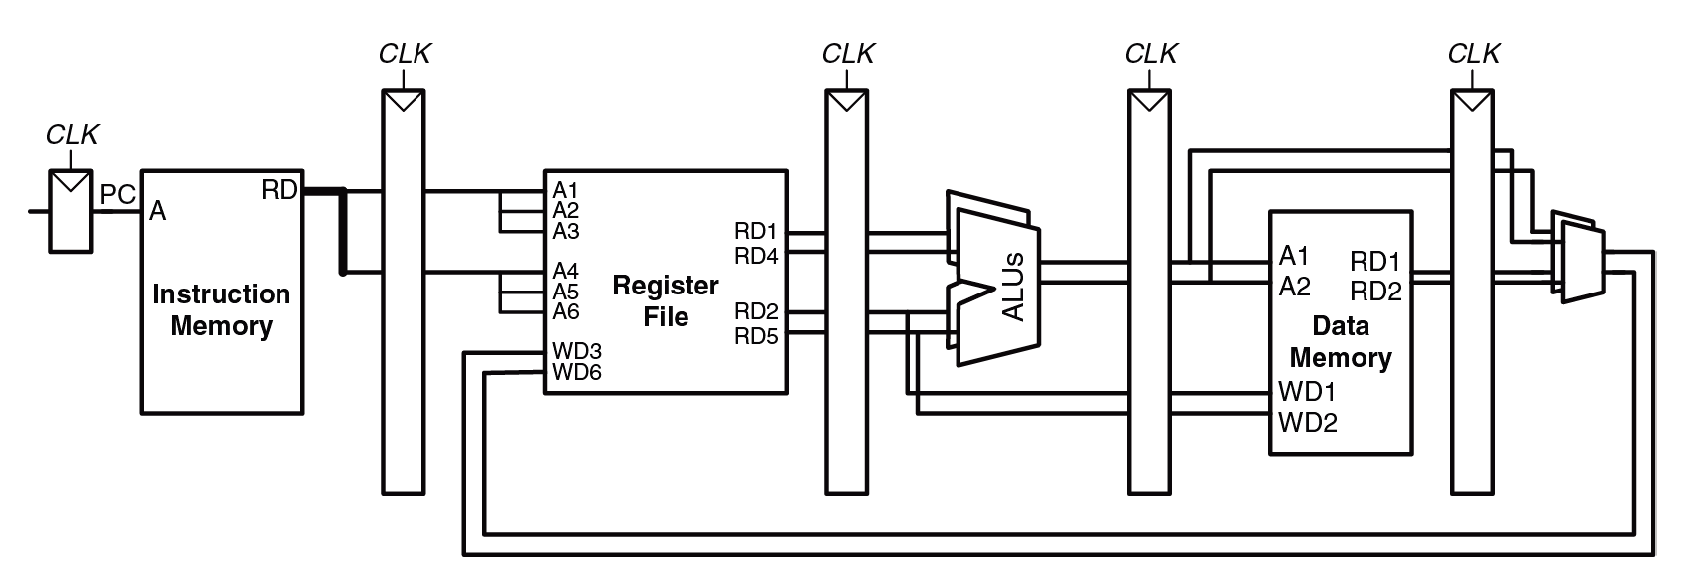 CLK
CLK
CLK
CLK
CLK
PC
A
RD
Instruction
Memory
A1
A2
A3
A4
A5
A6
WD3
WD6
Register
File
RD1
RD4
RD2
RD5
ALUs
A1
A2
RD1
RD2
Data
Memory
WD1
WD2